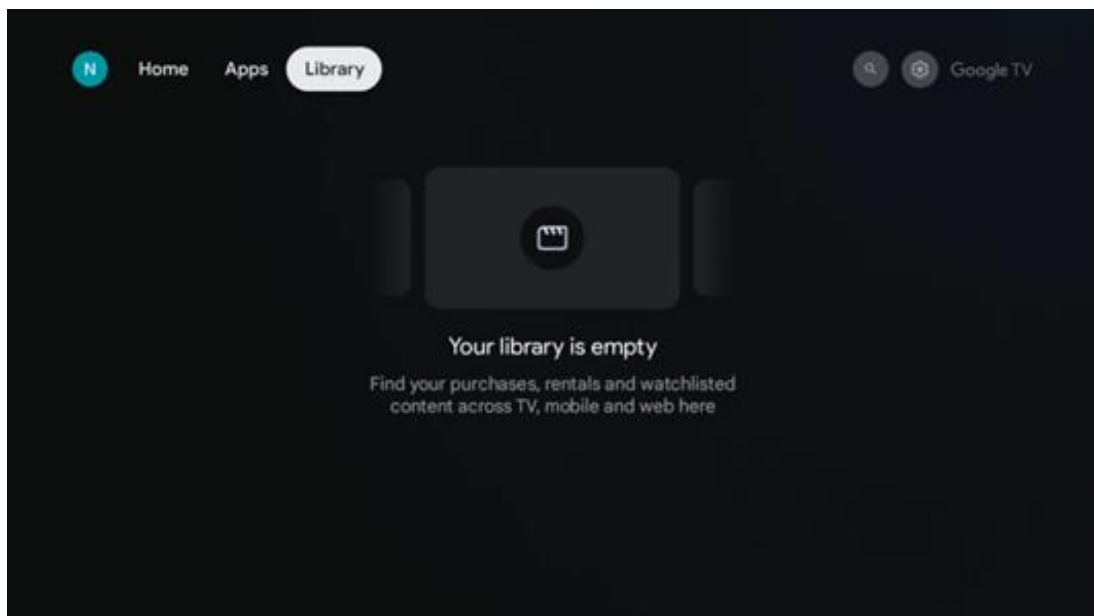 N Home Apps Library Google TV
Your library is empty
Find your purchases, rentals and watchlisted
content across TV, mobile and web here